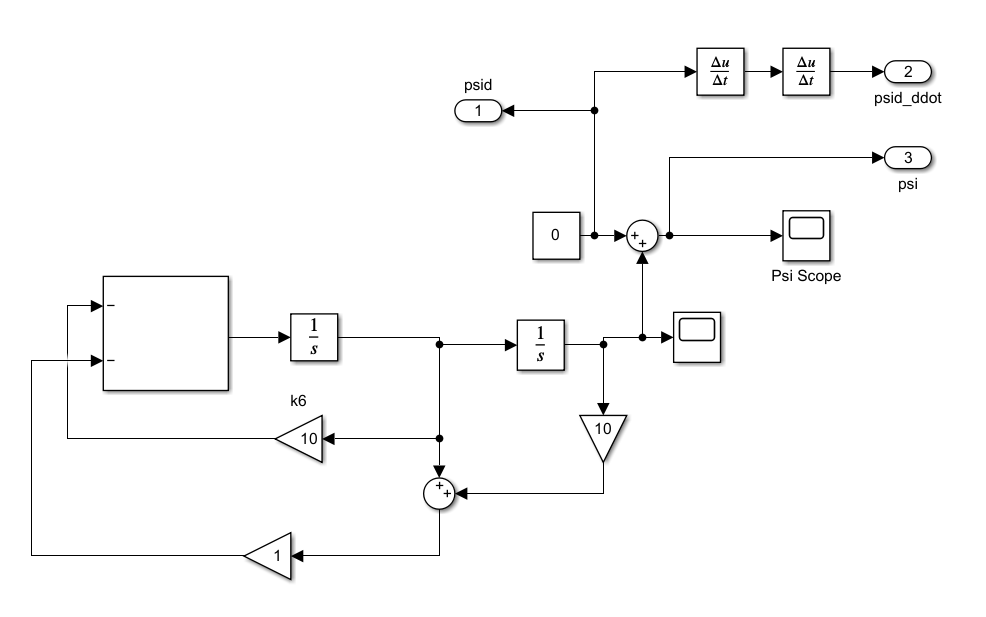 Δu
Δt
Δu
Δt
2
psid_ddot
psid
1
3
psi
0
+
+
Psi Scope
−
−
1
s
1
s
k6
10
10
+
+
1